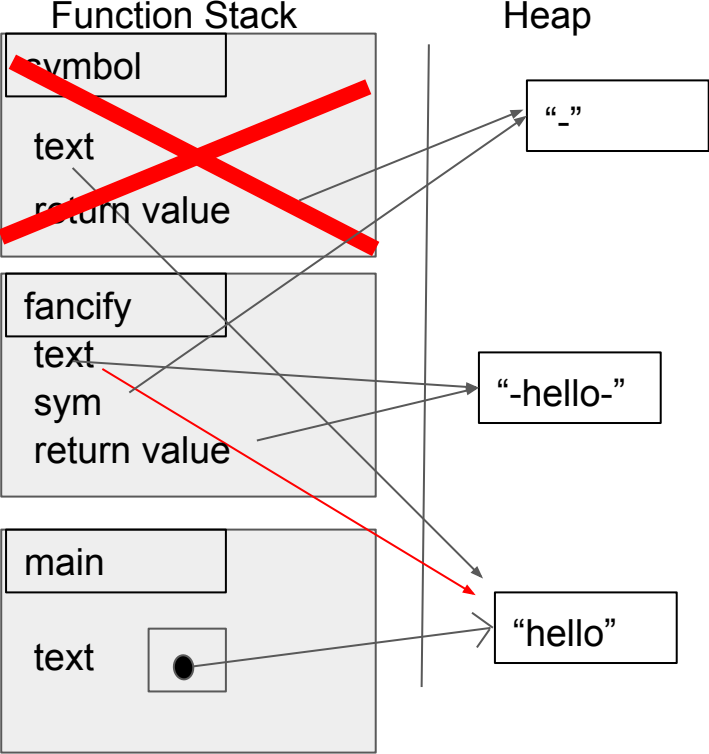 Function Stack
Heap
symbol
text
return value
“-”
fancify
text
sym
return value
“-hello-”
main
text
“hello”